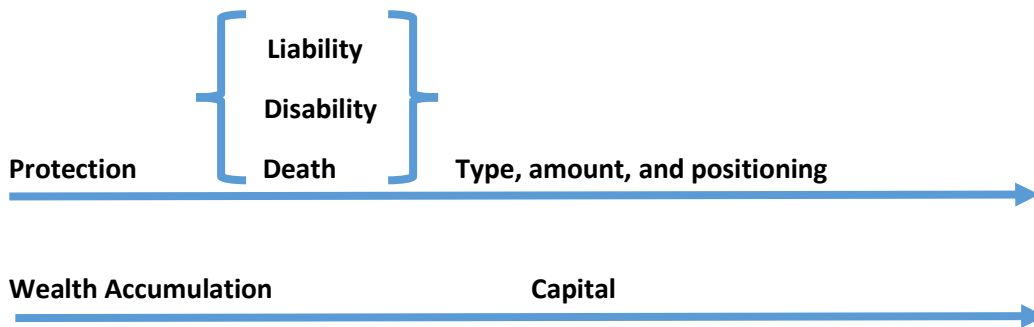 Liability
Disability
Protection Death Type, amount, and positioning
Wealth Accumulation Capital